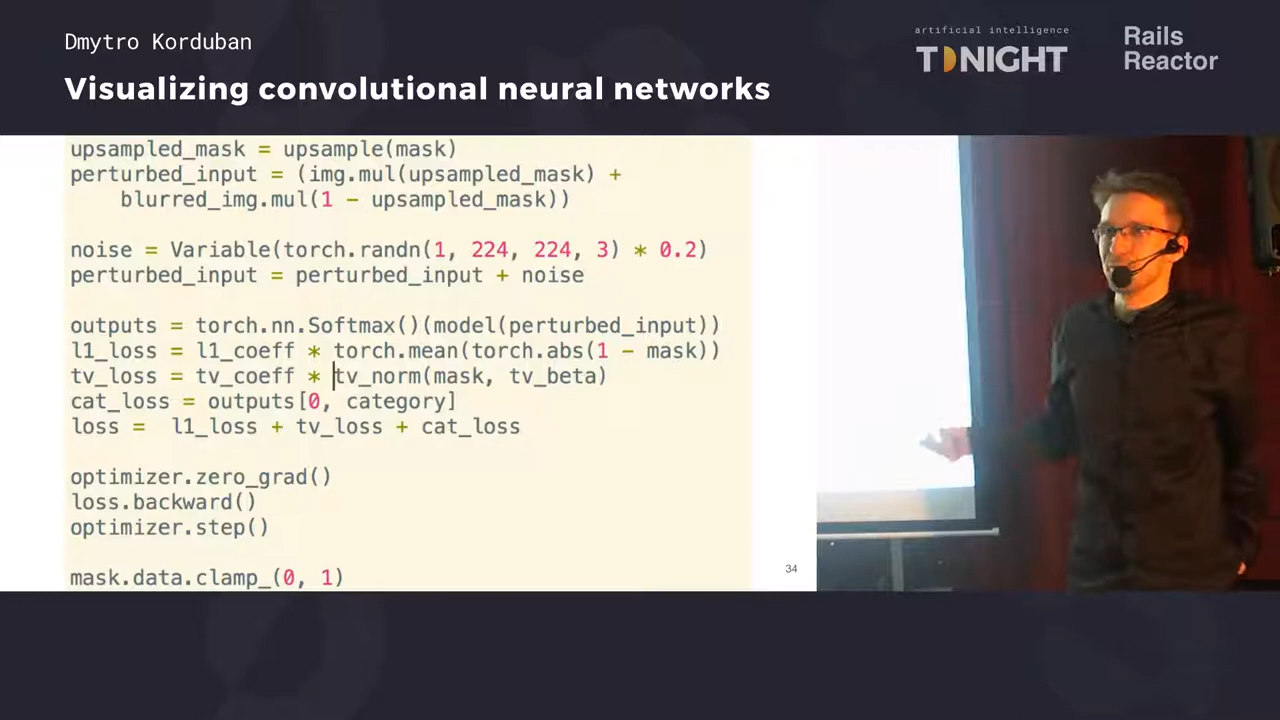 Dmytro Korduban
Visualizing convolutional neural networks
artificial intelligence
TONIGHT
Rails
Reactor
upsampled_mask = upsample(mask)
perturbed_input = (img.mul(upsampled_mask) +
    blurred_img.mul(1 - upsampled_mask))
noise = Variable(torch.randn(1, 224, 224, 3) * 0.2)
perturbed_input = perturbed_input + noise
outputs = torch.nn.Softmax()(model(perturbed_input))
l1_loss = l1_coeff * torch.mean(torch.abs(1 - mask))
tv_loss = tv_coeff * tv_norm(mask, tv_beta)
cat_loss = outputs[0, category]
loss =  l1_loss + tv_loss + cat_loss
optimizer.zero_grad()
loss.backward()
optimizer.step()
mask.data.clamp_(0, 1)
34